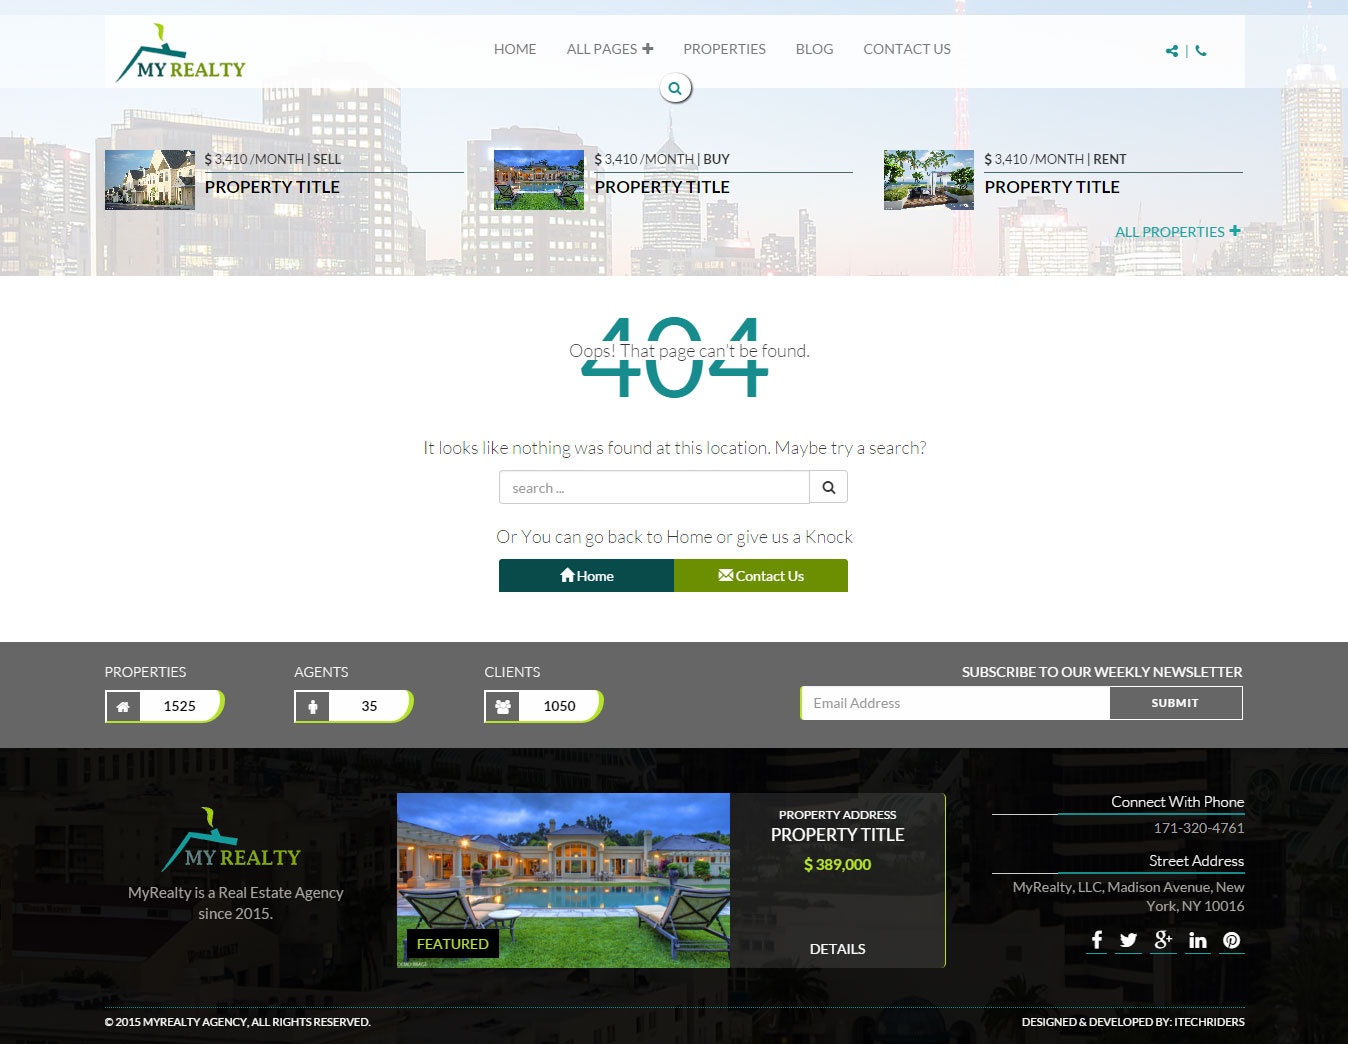 MY REALTY
HOME ALL PAGES PROPERTIES BLOG CONTACT US
|
$ 3,410 /MONTH | SELL
PROPERTY TITLE
$ 3,410 /MONTH | BUY
PROPERTY TITLE
$ 3,410 /MONTH | RENT
PROPERTY TITLE
ALL PROPERTIES
404
Oops! That page can't be found.
It looks like nothing was found at this location. Maybe try a search?
search ...
Or You can go back to Home or give us a Knock
Home Contact Us
PROPERTIES
1525
AGENTS
35
CLIENTS
1050
SUBSCRIBE TO OUR WEEKLY NEWSLETTER
Email Address SUBMIT
MY REALTY
MyRealty is a Real Estate Agency
since 2015.
FEATURED
PROPERTY ADDRESS
PROPERTY TITLE
$ 389,000
DETAILS
Connect With Phone
171-320-4761
Street Address
MyRealty, LLC, Madison Avenue, New
York, NY 10016
© 2015 MYREALTY AGENCY, ALL RIGHTS RESERVED.
DESIGNED & DEVELOPED BY: ITECHRIDERS